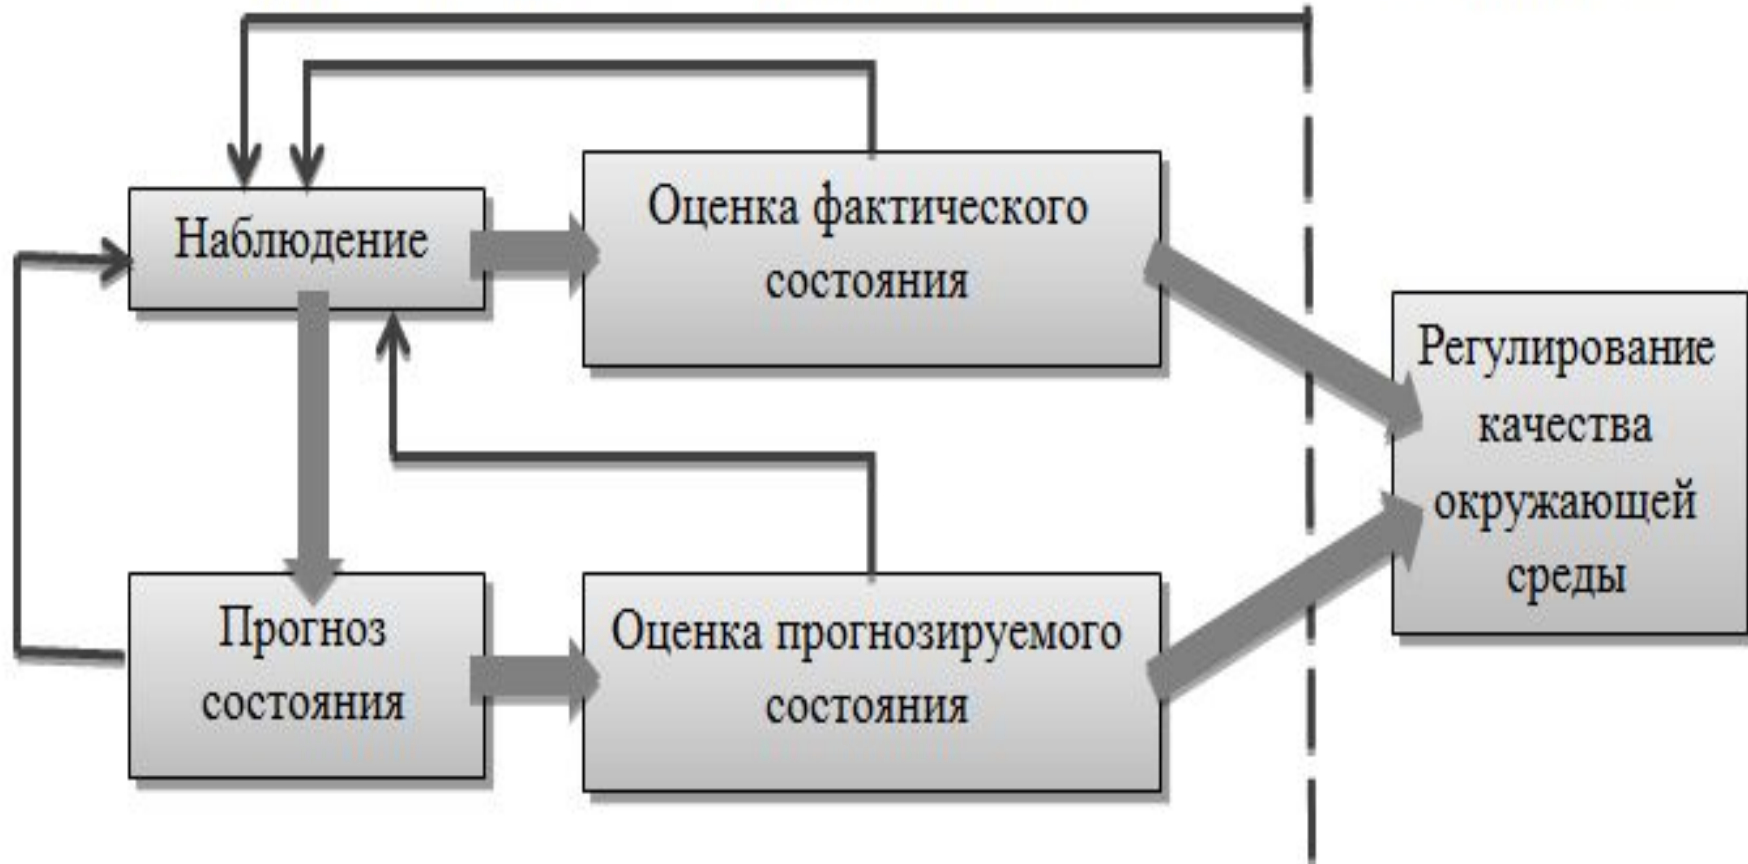 Наблюдение
Оценка фактического
состояния
Прогноз
состояния
Оценка прогнозируемого
состояния
Регулирование
качества
окружающей
среды